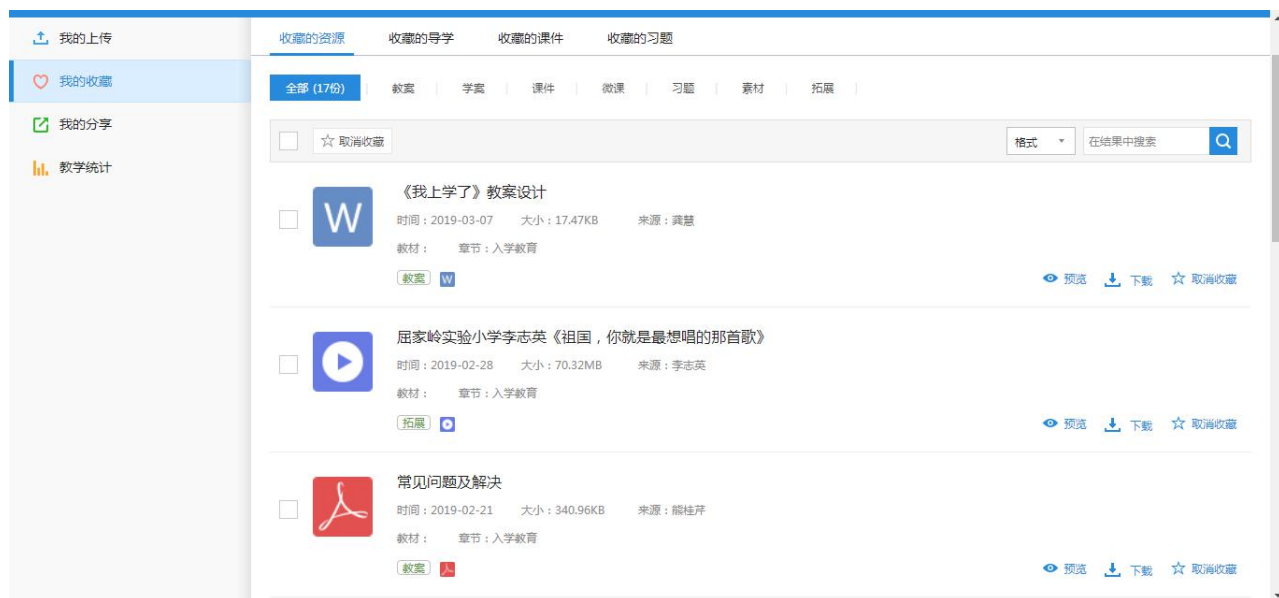 我的上传
我的收藏
我的分享
教学统计
收藏的资源 收藏的导学 收藏的课件 收藏的习题
全部 (17份) 教案 学案 课件 微课 习题 素材 拓展
取消收藏 格式 在结果中搜索
W
《我上学了》教案设计
时间：2019-03-07 大小：17.47KB 来源：龚慧
教材： 章节：入学教育
教案 W 预览 下载 取消收藏
屈家岭实验小学李志英《祖国，你就是最想唱的那首歌》
时间：2019-02-28 大小：70.32MB 来源：李志英
教材： 章节：入学教育
拓展 预览 下载 取消收藏
常见问题及解决
时间：2019-02-21 大小：340.96KB 来源：熊桂芹
教材： 章节：入学教育
教案 预览 下载 取消收藏